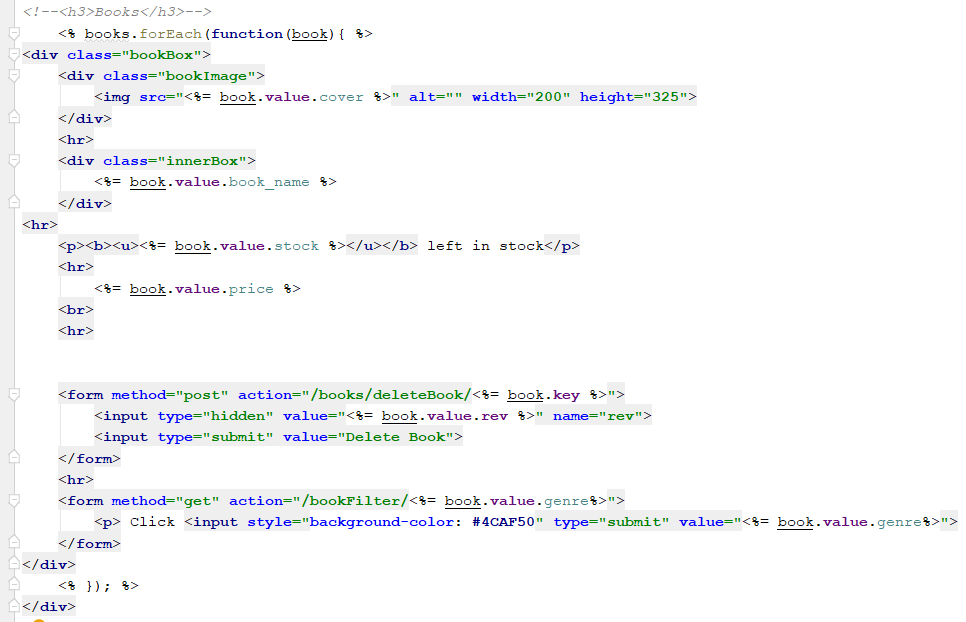 <!--<h3>Books</h3>-->
<% books.forEach(function(book){ %>
<div class="bookBox">
<div class="bookImage">
<img src="<%= book.value.cover %>" alt="" width="200" height="325">
</div>
<hr>
<div class="innerBox">
<%= book.value.book_name %>
</div>
<hr>
<p><b><u><%= book.value.stock %></u></b> left in stock</p>
<hr>
<%= book.value.price %>
<br>
<hr>
<form method="post" action="/books/deleteBook/<%= book.key %>">
<input type="hidden" value="<%= book.value.rev %>" name="rev">
<input type="submit" value="Delete Book">
</form>
<hr>
<form method="get" action="/bookFilter/<%= book.value.genre%>">
<p> Click <input style="background-color: #4CAF50" type="submit" value="<%= book.value.genre%>">
</form>
</div>
<% }); %>
</div>